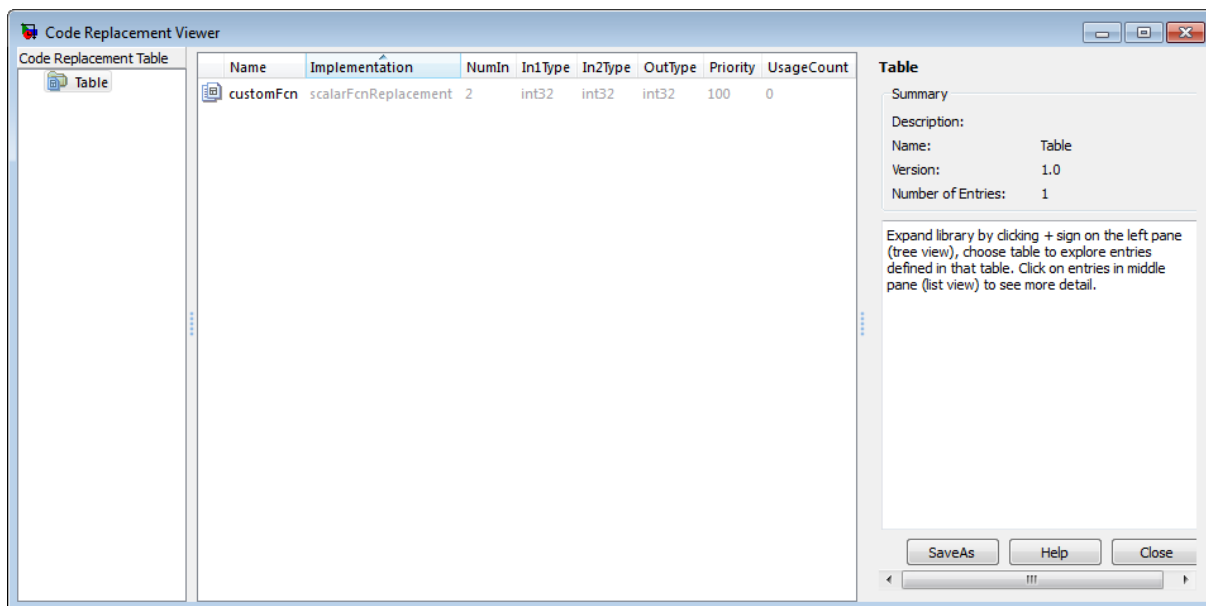 Code Replacement Viewer
Code Replacement Table
Table
Name Implementation NumIn In1Type In2Type OutType Priority UsageCount
customFcn scalarFcnReplacement 2 int32 int32 int32 100 0
Table
Summary
Description:
Name: Table
Version: 1.0
Number of Entries: 1
Expand library by clicking + sign on the left pane
(tree view), choose table to explore entries
defined in that table. Click on entries in middle
pane (list view) to see more detail.
SaveAs Help Close